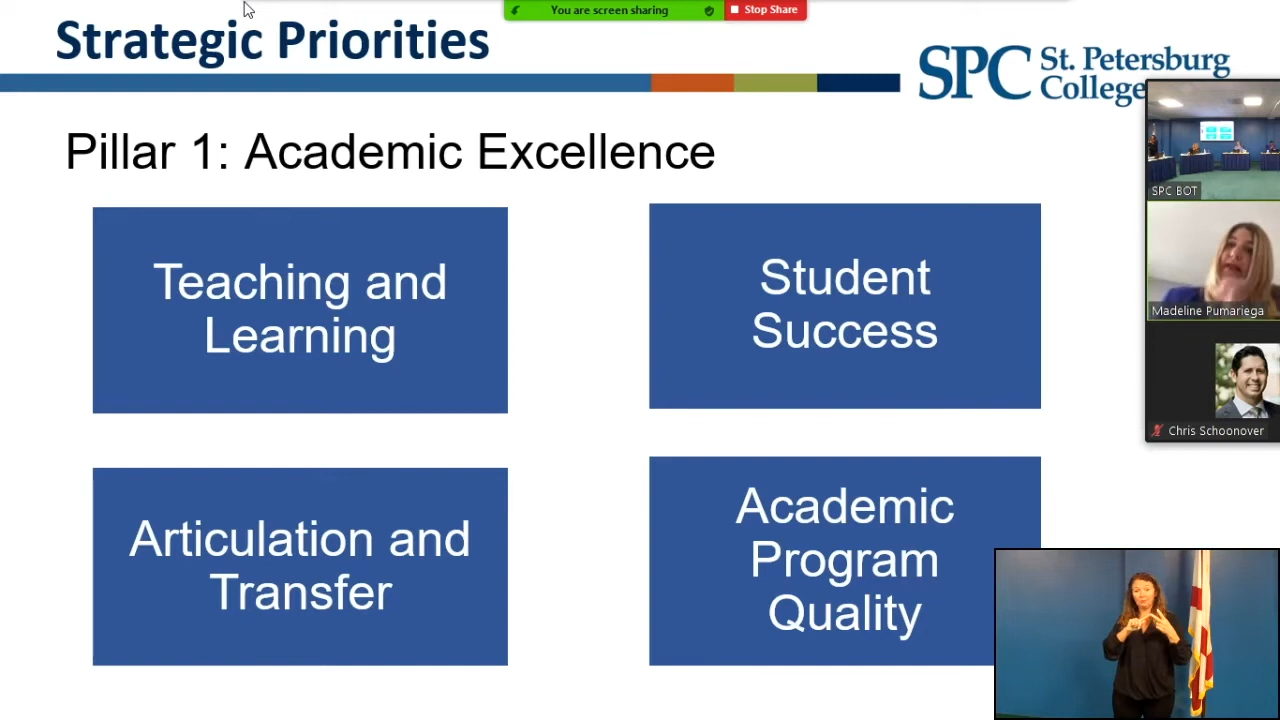 You are screen sharing
Stop Share
Strategic Priorities
SPC St. Petersburg
College
Pillar 1: Academic Excellence
Teaching and
Learning
Student
Success
Articulation and
Transfer
Academic
Program
Quality
SPC BOT
Madeline Pumariega
Chris Schoonover